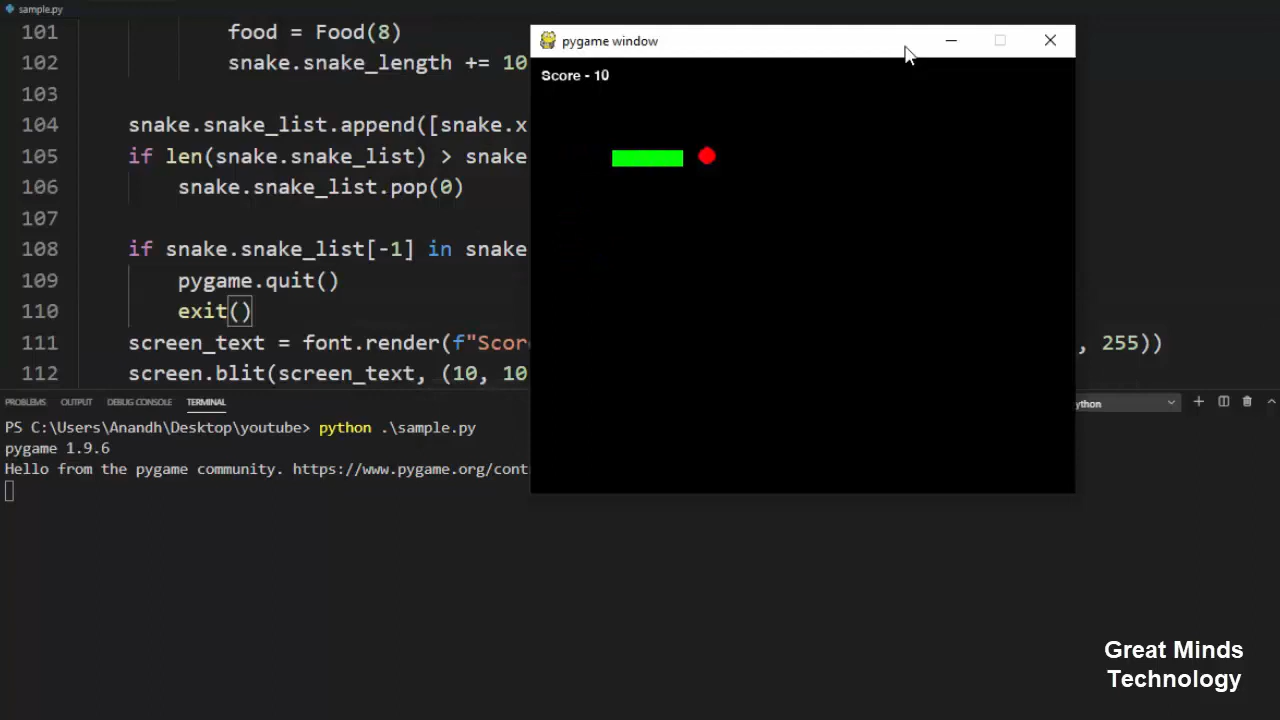 sample.py
101 food = Food(8)
102 snake.snake_length += 10
103
104 snake.snake_list.append([snake.x
105 if len(snake.snake_list) > snake
106 snake.snake_list.pop(0)
107
108 if snake.snake_list[-1] in snake
109 pygame.quit()
110 exit()
111 screen_text = font.render(f"Scor , 255))
112 screen.blit(screen_text, (10, 10
pygame window
Score - 10
PROBLEMS OUTPUT DEBUG CONSOLE TERMINAL ython
PS C:\Users\Anandh\Desktop\youtube> python .\sample.py
pygame 1.9.6
Hello from the pygame community. https://www.pygame.org/cont
Great Minds
Technology